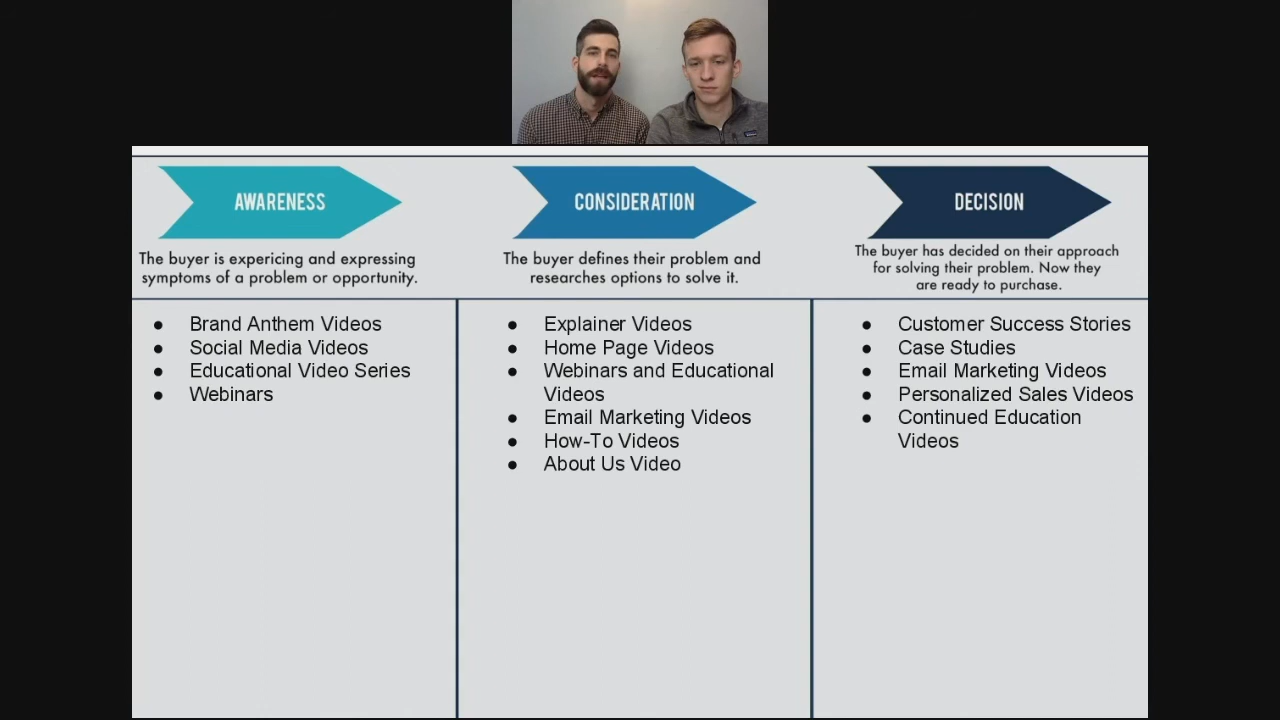 AWARENESS
The buyer is expericing and expressing
symptoms of a problem or opportunity.
Brand Anthem Videos
Social Media Videos
Educational Video Series
Webinars
CONSIDERATION
The buyer defines their problem and
researches options to solve it.
Explainer Videos
Home Page Videos
Webinars and Educational
Videos
Email Marketing Videos
How-To Videos
About Us Video
DECISION
The buyer has decided on their approach
for solving their problem. Now they
are ready to purchase.
Customer Success Stories
Case Studies
Email Marketing Videos
Personalized Sales Videos
Continued Education
Videos